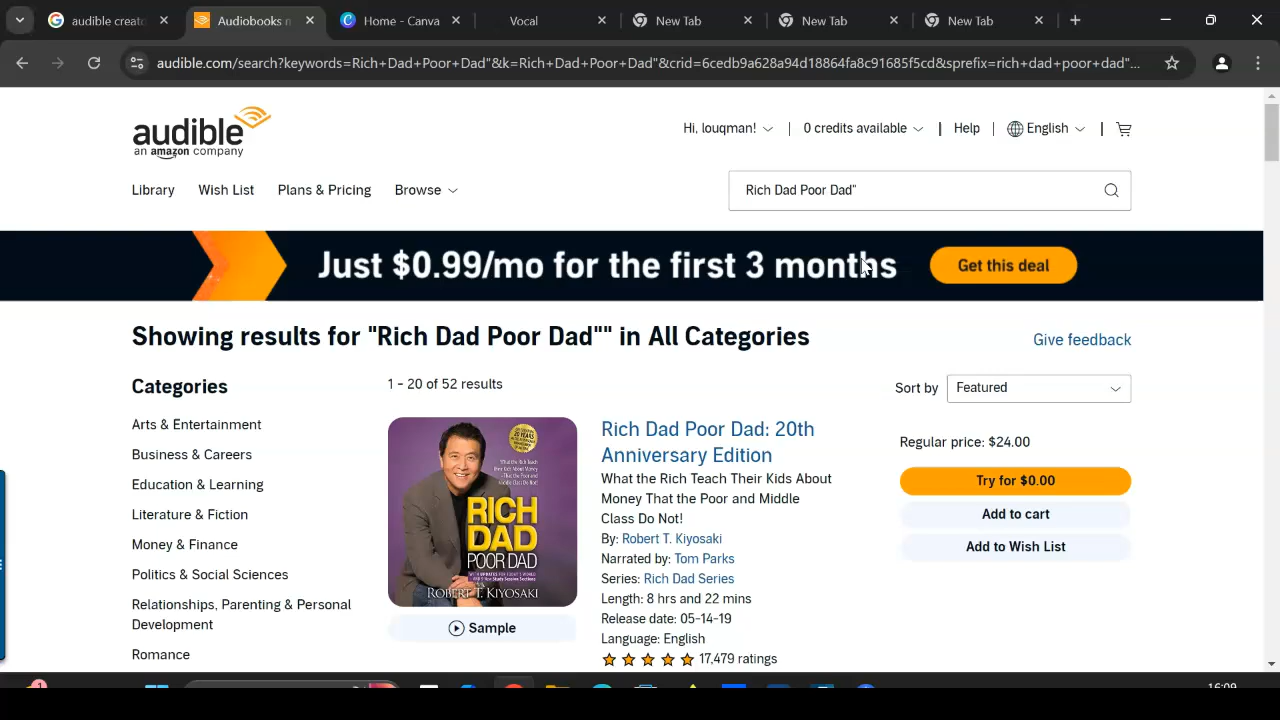 audible creat
Audiobooks m
Home - Canva
Vocal
New Tab
New Tab
New Tab
audible.com/search?keywords=Rich+Dad+Poor+Dad"&k=Rich+Dad+Poor+Dad"&crid=6cedb9a628a94d18864fa8c91685f5cd&sprefix=rich+dad+poor+dad"...
audible
an amazon company
Hi, louqman!
0 credits available
Help
English
Library
Wish List
Plans & Pricing
Browse
Rich Dad Poor Dad"
Just $0.99/mo for the first 3 months
Get this deal
Showing results for "Rich Dad Poor Dad"" in All Categories
Give feedback
Categories
Arts & Entertainment
Business & Careers
Education & Learning
Literature & Fiction
Money & Finance
Politics & Social Sciences
Relationships, Parenting & Personal
Development
Romance
1 - 20 of 52 results
Sort by Featured
RICH
DAD
POOR DAD
ROBERT T. KIYOSAKI
Sample
Rich Dad Poor Dad: 20th
Anniversary Edition
What the Rich Teach Their Kids About
Money That the Poor and Middle
Class Do Not!
By: Robert T. Kiyosaki
Narrated by: Tom Parks
Series: Rich Dad Series
Length: 8 hrs and 22 mins
Release date: 05-14-19
Language: English
17,479 ratings
Regular price: $24.00
Try for $0.00
Add to cart
Add to Wish List
1
16:09